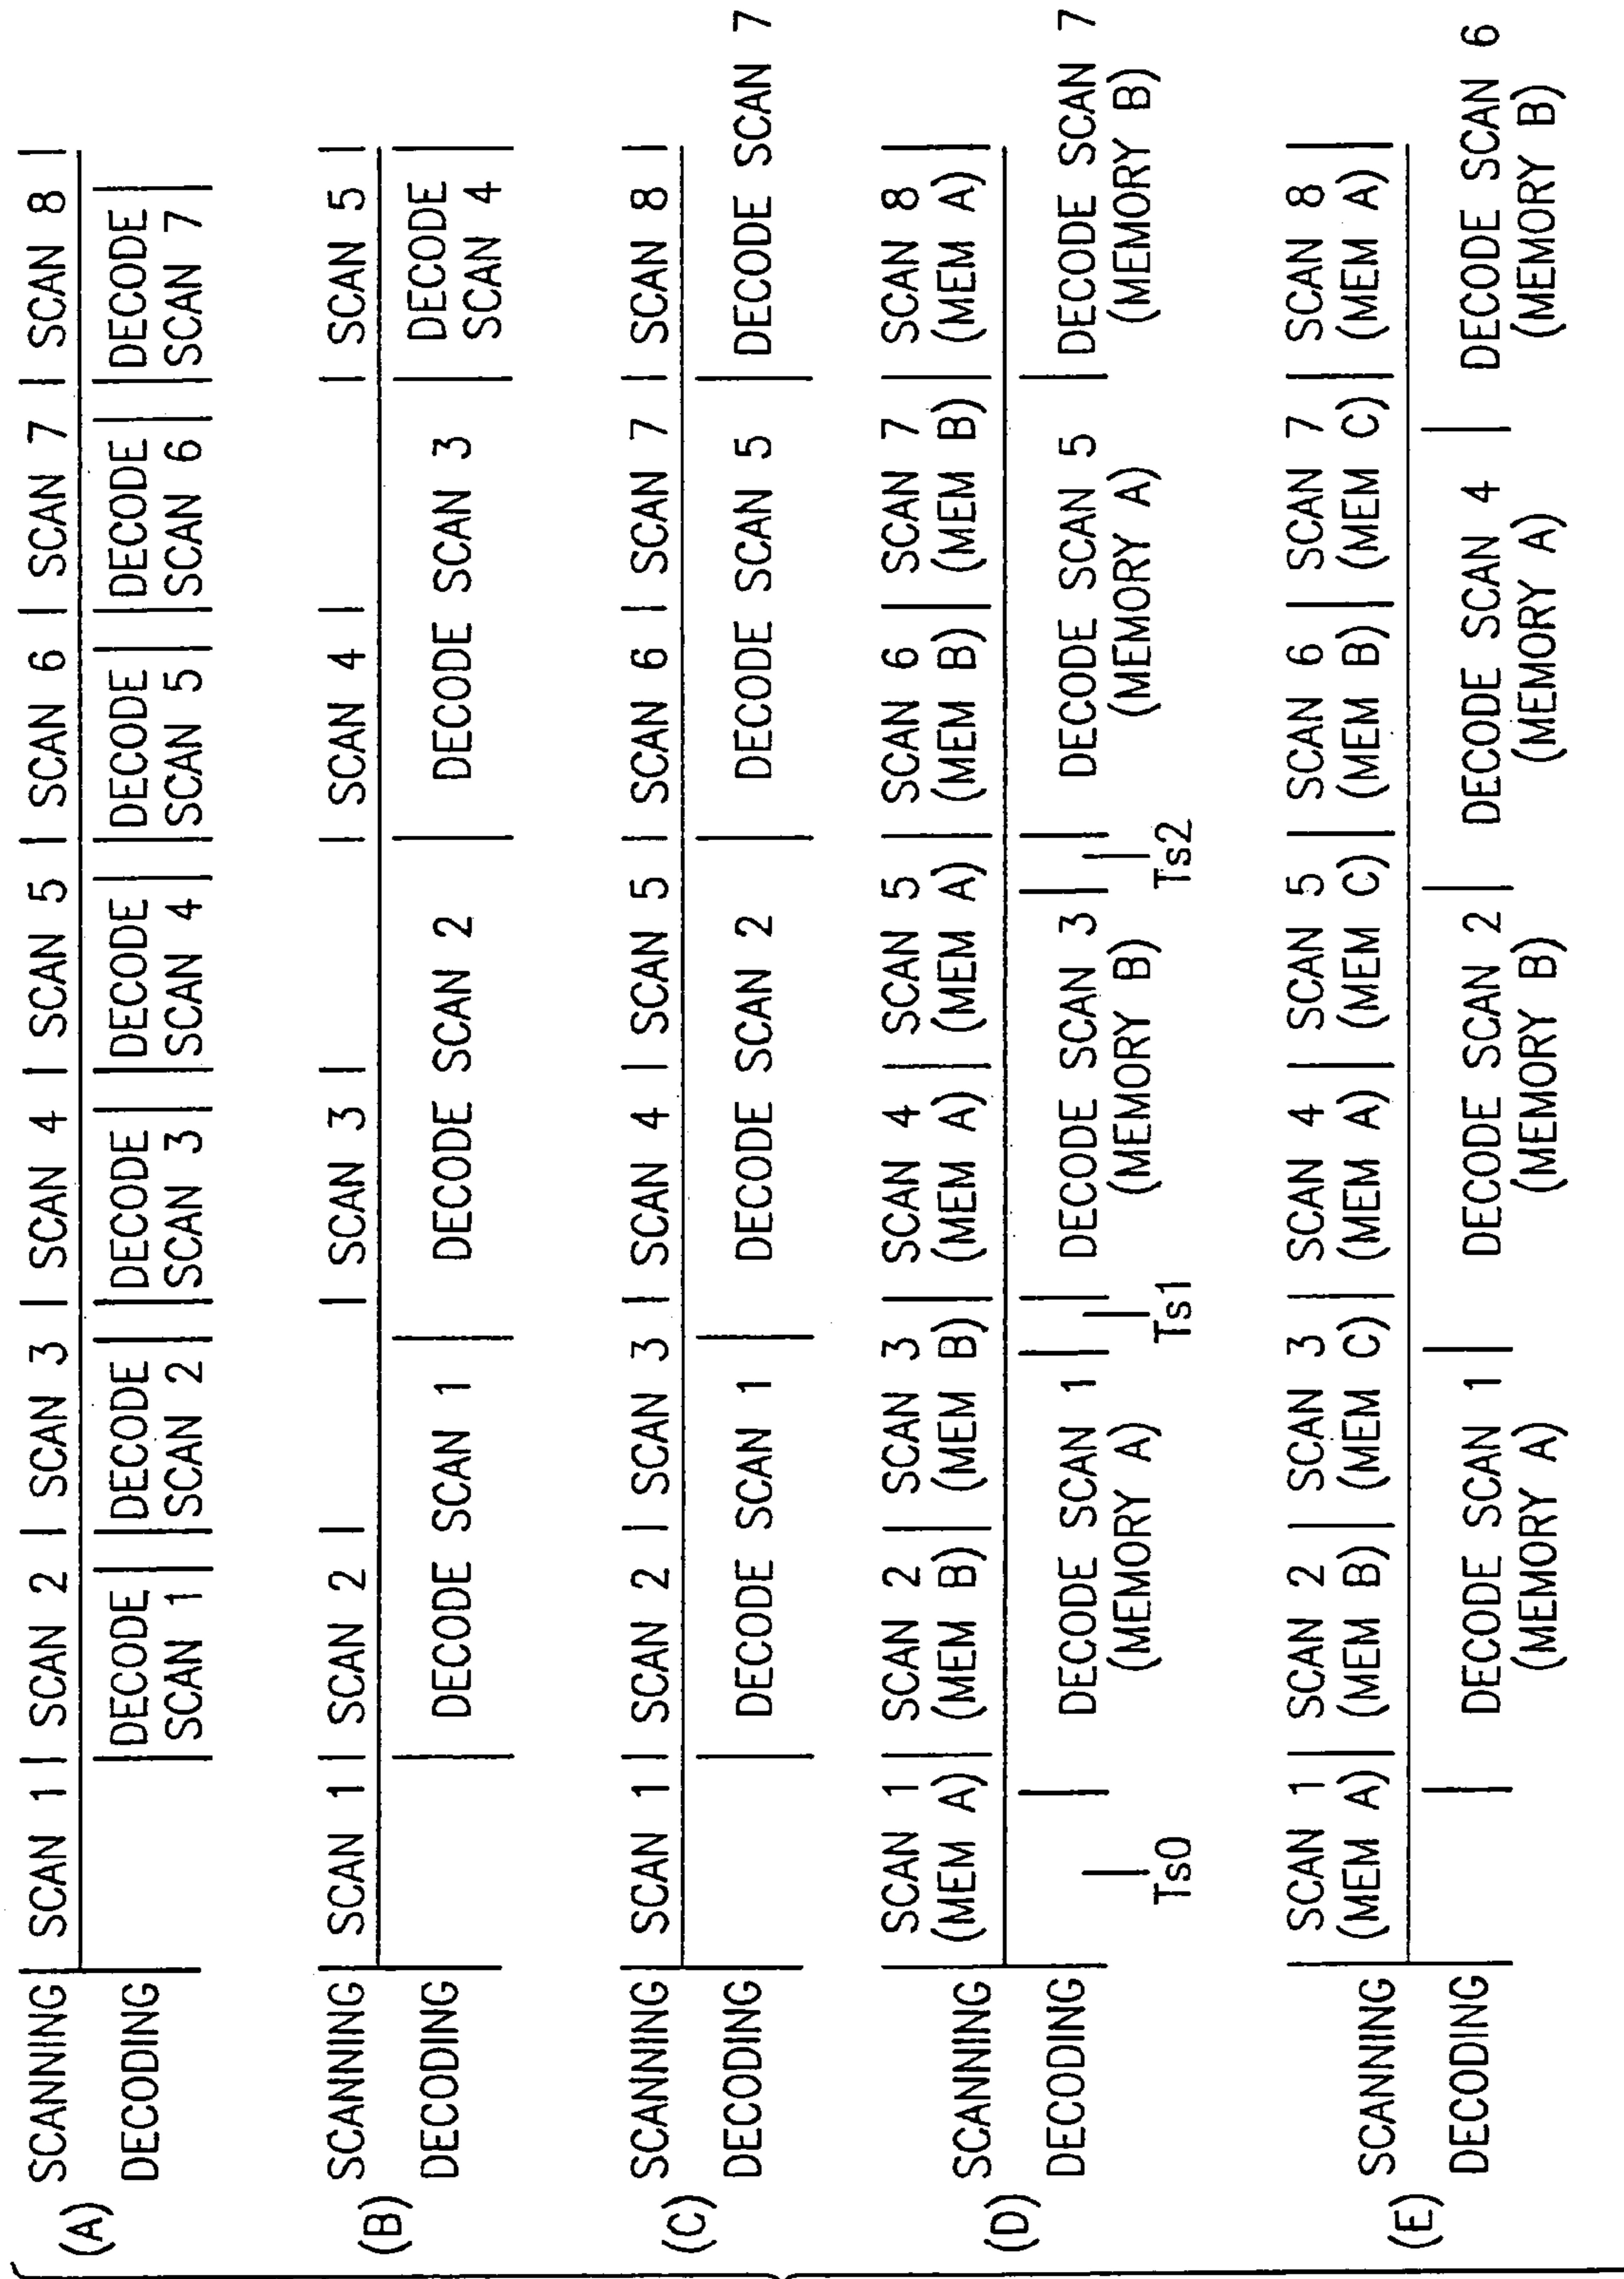 (A)
SCANNING | SCAN 1 | SCAN 2 | SCAN 3 | SCAN 4 | SCAN 5 | SCAN 6 | SCAN 7 | SCAN 8 |
DECODING | DECODE SCAN 1 | DECODE SCAN 2 | DECODE SCAN 3 | DECODE SCAN 4 | DECODE SCAN 5 | DECODE SCAN 6 | DECODE SCAN 7 |
(B)
SCANNING | SCAN 1 | SCAN 2 | | SCAN 3 | | SCAN 4 | | SCAN 5 |
DECODING | DECODE SCAN 1 | DECODE SCAN 2 | DECODE SCAN 3 | DECODE SCAN 4
(C)
SCANNING | SCAN 1 | SCAN 2 | SCAN 3 | SCAN 4 | SCAN 5 | SCAN 6 | SCAN 7 | SCAN 8 |
DECODING | DECODE SCAN 1 | DECODE SCAN 2 | DECODE SCAN 5 | DECODE SCAN 7
(D)
SCANNING | SCAN 1 | SCAN 2 | SCAN 3 | SCAN 4 | SCAN 5 | SCAN 6 | SCAN 7 | SCAN 8 |
(MEM A) | (MEM B) | (MEM B) | (MEM A) | (MEM A) | (MEM B) | (MEM B) | (MEM A) |
DECODING | DECODE SCAN 1 | | DECODE SCAN 3 | | DECODE SCAN 5 | DECODE SCAN 7
(MEMORY A) (MEMORY B) (MEMORY A) (MEMORY B)
Ts0 Ts1 Ts2
(E)
SCANNING | SCAN 1 | SCAN 2 | SCAN 3 | SCAN 4 | SCAN 5 | SCAN 6 | SCAN 7 | SCAN 8 |
(MEM A) | (MEM B) | (MEM C) | (MEM A) | (MEM C) | (MEM B) | (MEM C) | (MEM A) |
DECODING | DECODE SCAN 1 | DECODE SCAN 2 | DECODE SCAN 4 | DECODE SCAN 6
(MEMORY A) (MEMORY B) (MEMORY A) (MEMORY B)